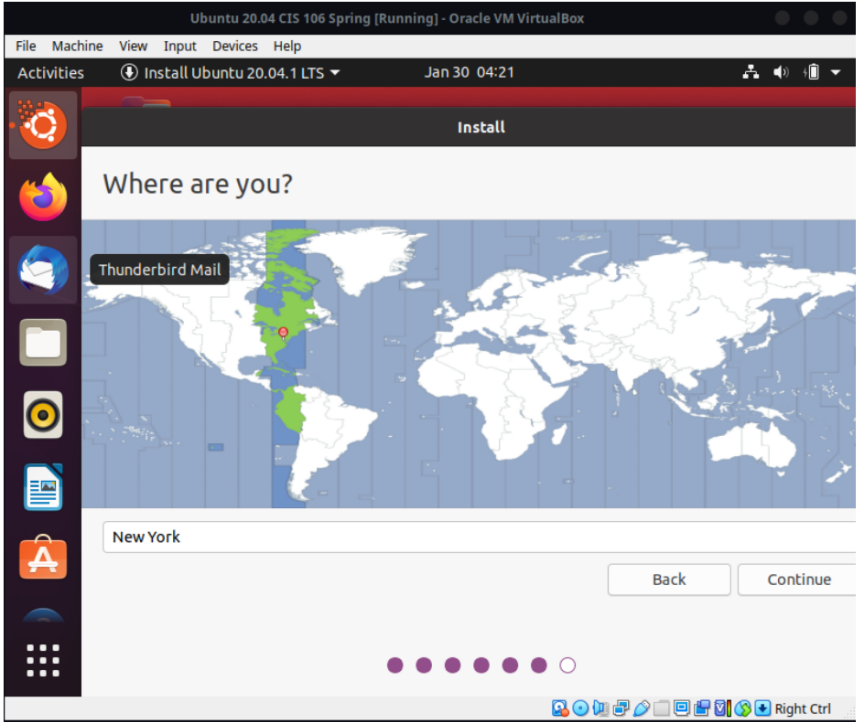 Ubuntu 20.04 CIS 106 Spring [Running] - Oracle VM VirtualBox
File Machine View Input Devices Help
Activities Install Ubuntu 20.04.1 LTS Jan 30 04:21
Install
Where are you?
Thunderbird Mail
New York
Back Continue
Right Ctrl